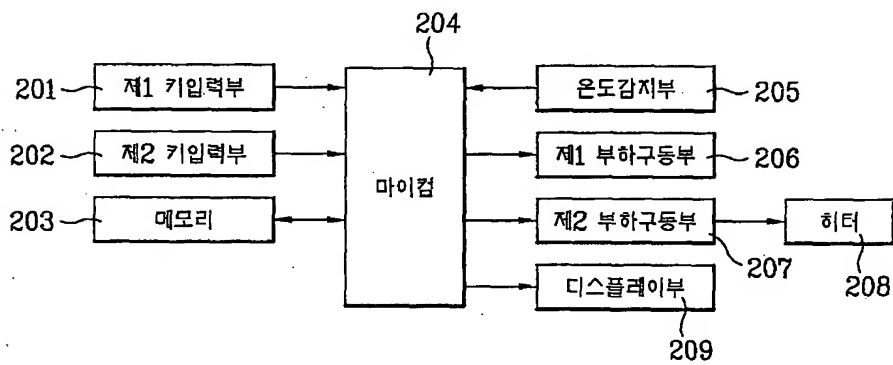 204
201
제1 키입력부
온도감지부
205
202
제2 키입력부
제1 부하구동부
206
203
메모리
마이컴
제2 부하구동부
히터
207
208
디스플레이부
209